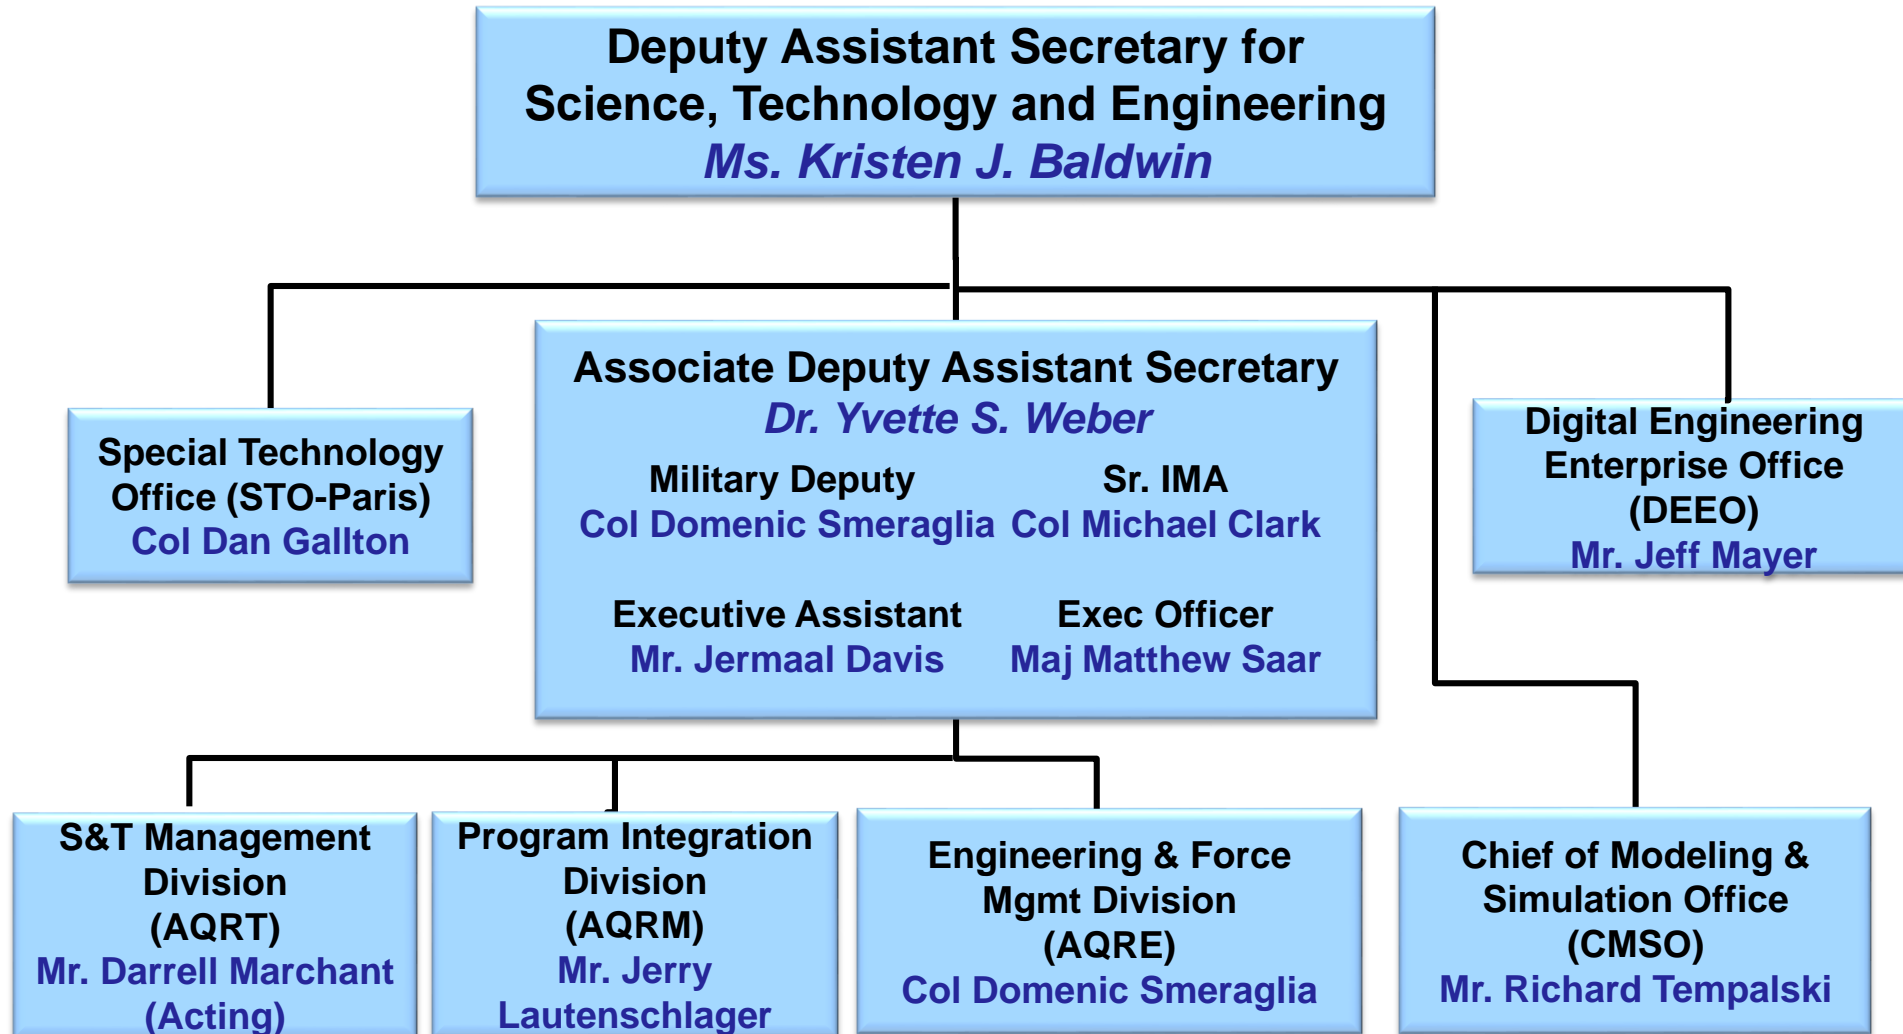 Deputy Assistant Secretary for
Science, Technology and Engineering
Ms. Kristen J. Baldwin
Associate Deputy Assistant Secretary
Dr. Yvette S. Weber
Military Deputy
Col Domenic Smeraglia
Sr. IMA
Col Michael Clark
Executive Assistant
Mr. Jermaal Davis
Exec Officer
Maj Matthew Saar
Special Technology
Office (STO-Paris)
Col Dan Gallton
Digital Engineering
Enterprise Office
(DEEO)
Mr. Jeff Mayer
S&T Management
Division
(AQRT)
Mr. Darrell Marchant
(Acting)
Program Integration
Division
(AQRM)
Mr. Jerry
Lautenschlager
Engineering & Force
Mgmt Division
(AQRE)
Col Domenic Smeraglia
Chief of Modeling &
Simulation Office
(CMSO)
Mr. Richard Tempalski